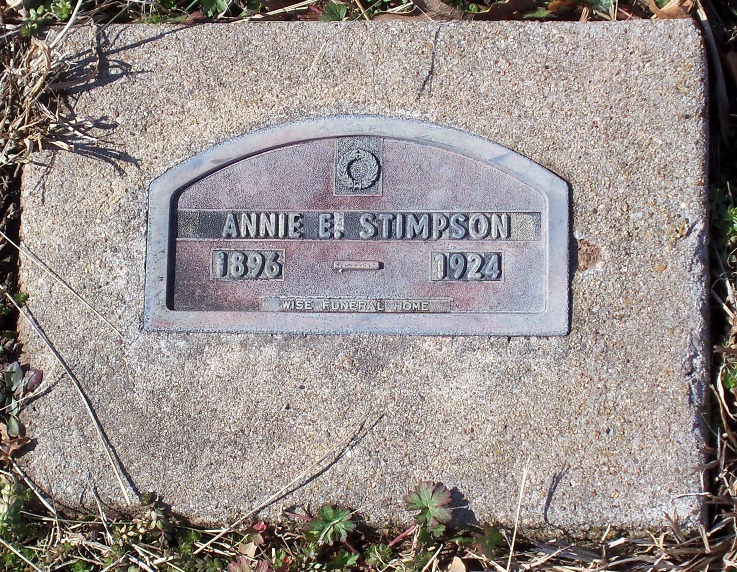 ANNIE E. STIMPSON
1896 - 1924
WISE FUNERAL HOME